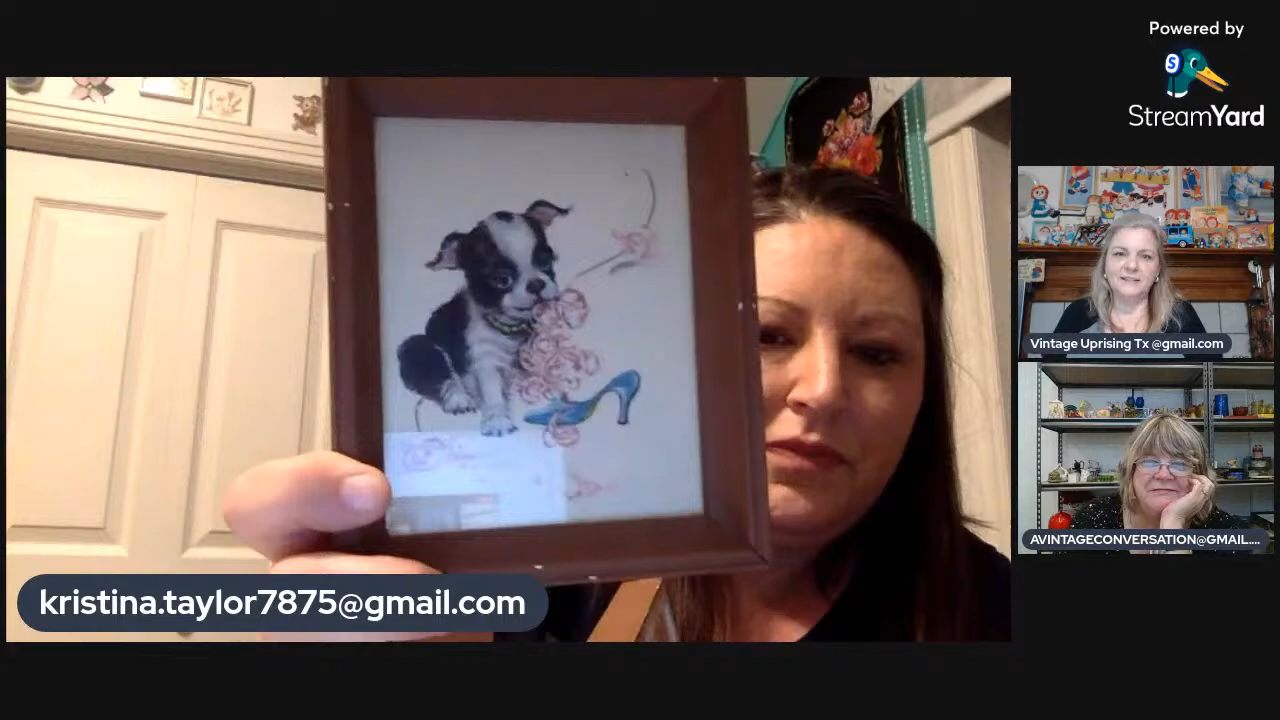 Powered by
S
StreamYard
Vintage Uprising Tx @gmail.com
AVINTAGECONVERSATION@GMAIL....
kristina.taylor7875@gmail.com